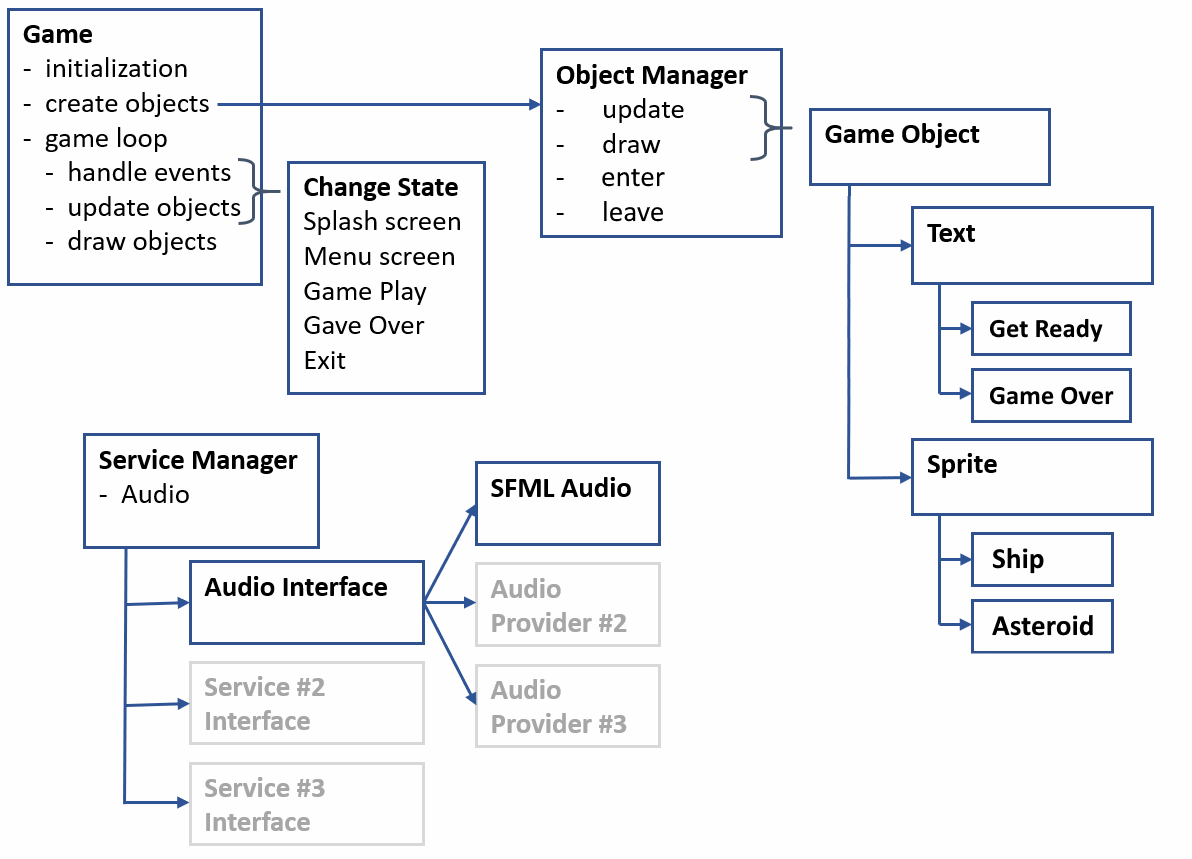 Game
- initialization
- create objects
- game loop
- handle events
- update objects
- draw objects
Change State
Splash screen
Menu screen
Game Play
Gave Over
Exit
Object Manager
- update
- draw
- enter
- leave
Game Object
Text
Get Ready
Game Over
Sprite
Ship
Asteroid
Service Manager
- Audio
Audio Interface
Service #2
Interface
Service #3
Interface
SFML Audio
Audio
Provider #2
Audio
Provider #3